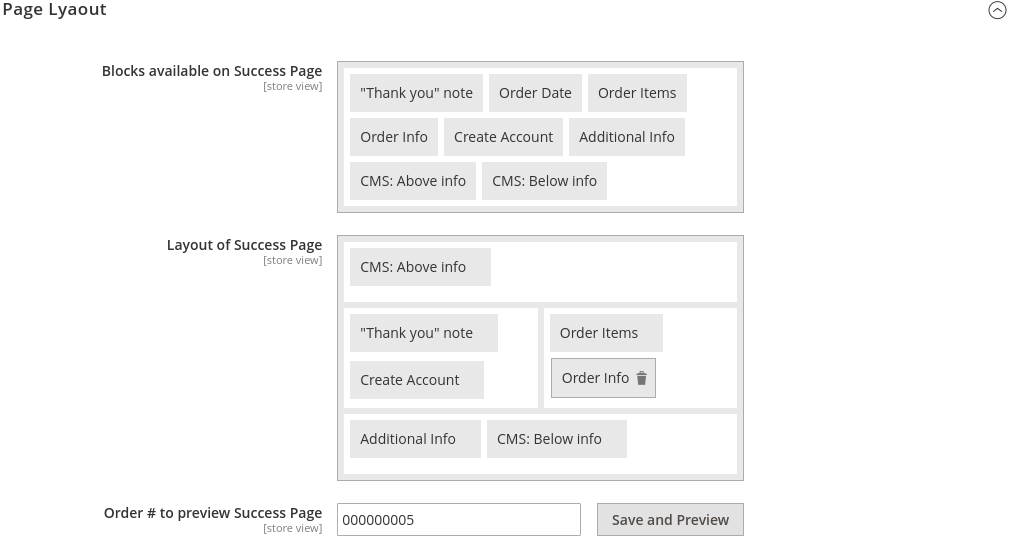 Page Lyaout
Blocks available on Success Page
[store view]
"Thank you" note Order Date Order Items
Order Info Create Account Additional Info
CMS: Above info CMS: Below info
Layout of Success Page
[store view]
CMS: Above info
"Thank you" note Order Items
Create Account Order Info
Additional Info CMS: Below info
Order # to preview Success Page
[store view]
000000005 Save and Preview